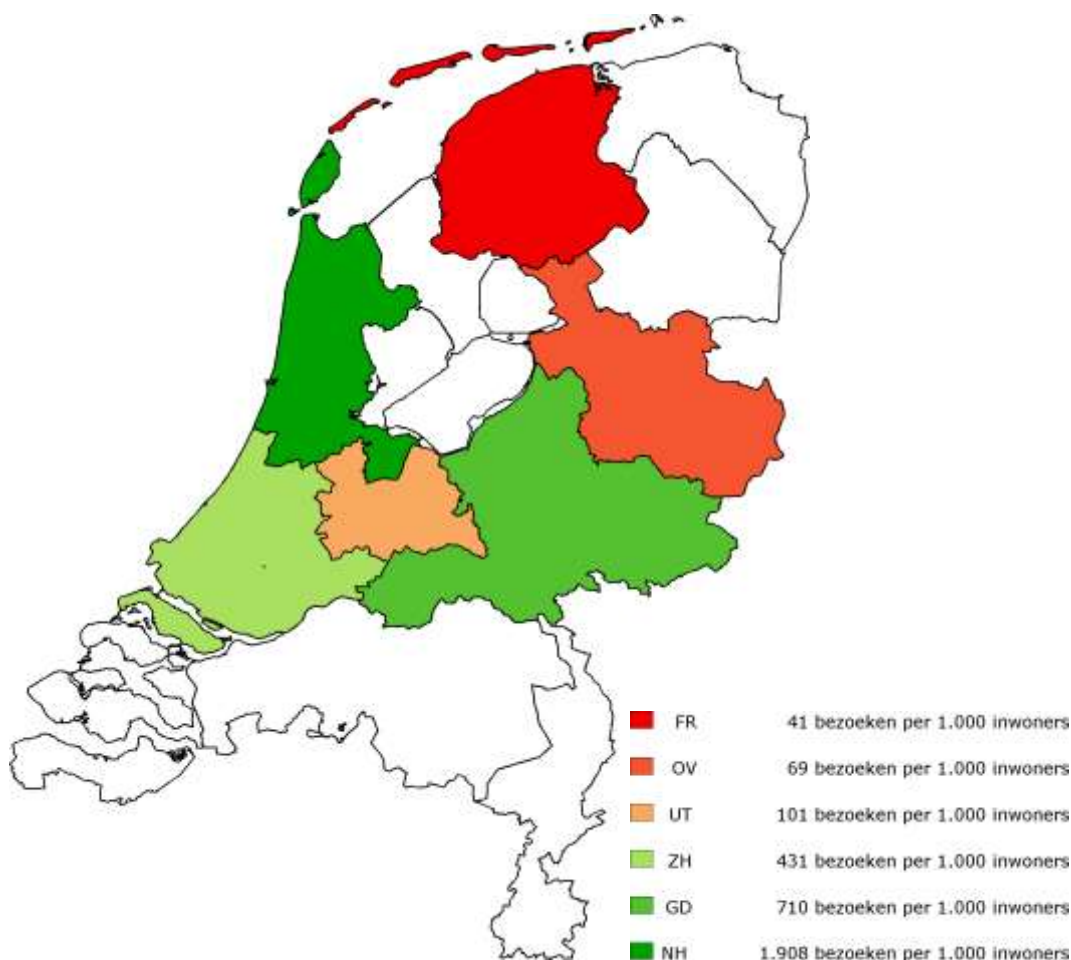 FR 41 bezoeken per 1.000 inwoners
OV 69 bezoeken per 1.000 inwoners
UT 101 bezoeken per 1.000 inwoners
ZH 431 bezoeken per 1.000 inwoners
GD 710 bezoeken per 1.000 inwoners
NH 1.908 bezoeken per 1.000 inwoners